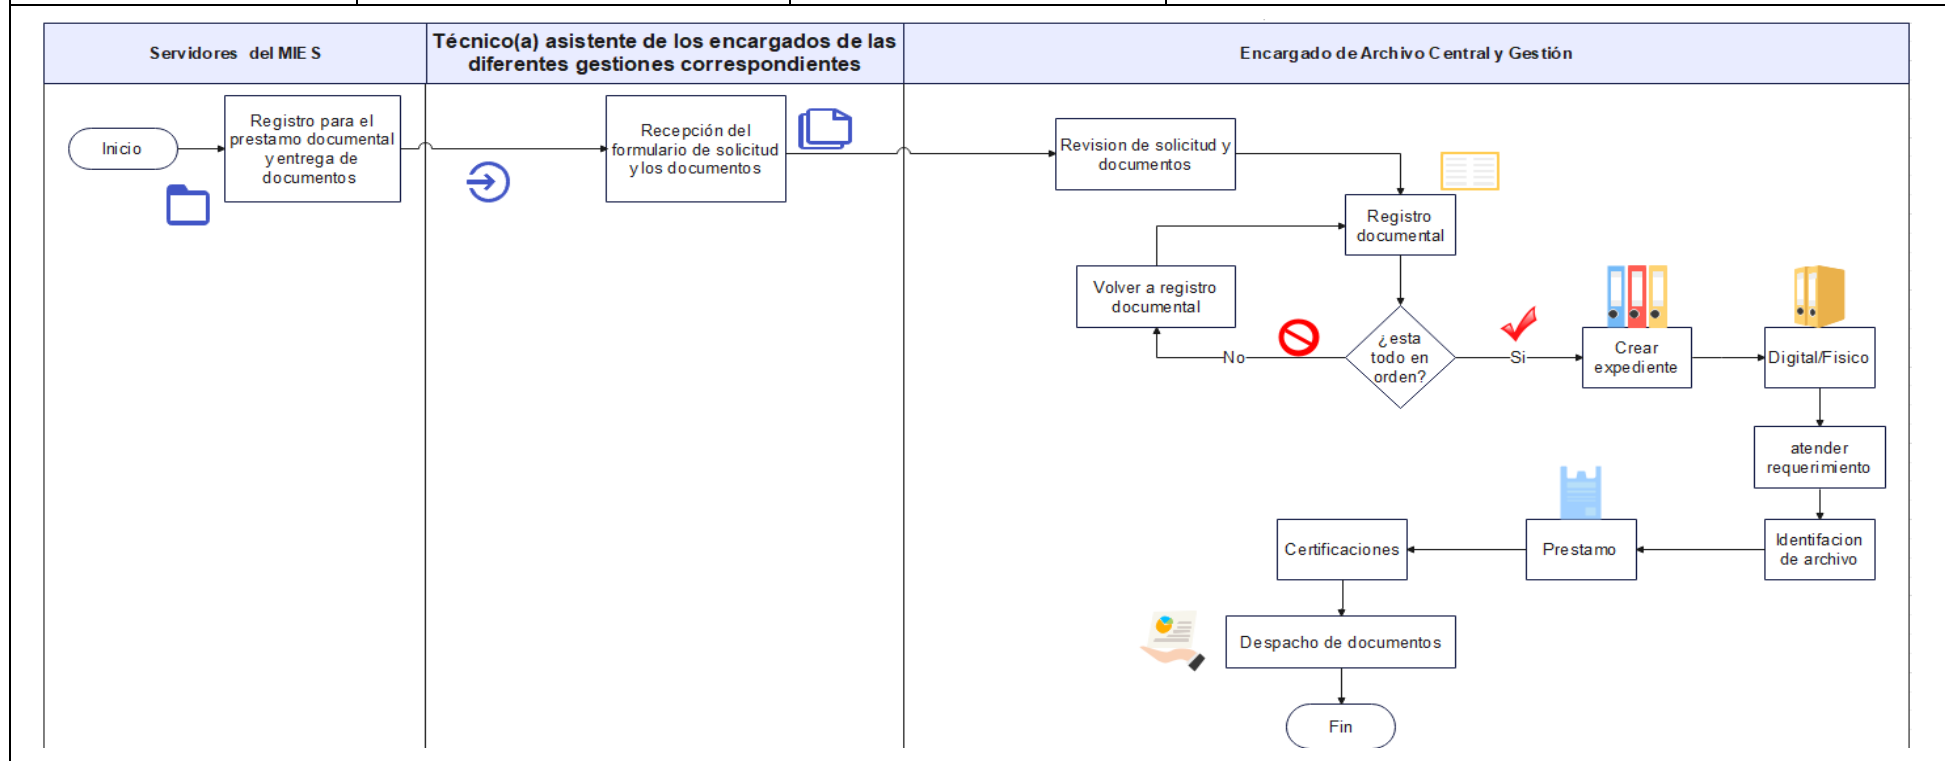 Servidores del MIES
Técnico(a) asistente de los encargados de las
diferentes gestiones correspondientes
Encargado de Archivo Central y Gestión
Inicio
Registro para el
prestamo documental
y entrega de
documentos
Recepción del
formulario de solicitud
y los documentos
Revision de solicitud y
documentos
Registro
documental
Volver a registro
documental
¿esta
todo en
orden?
No
Si
Crear
expediente
Digital/Fisico
atender
requerimiento
Identifacion
de archivo
Prestamo
Certificaciones
Despacho de documentos
Fin